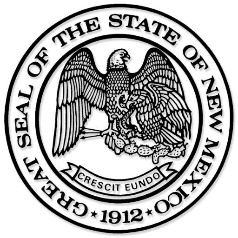 GREAT SEAL OF THE STATE OF NEW MEXICO
CRESCIT EUNDO
1912